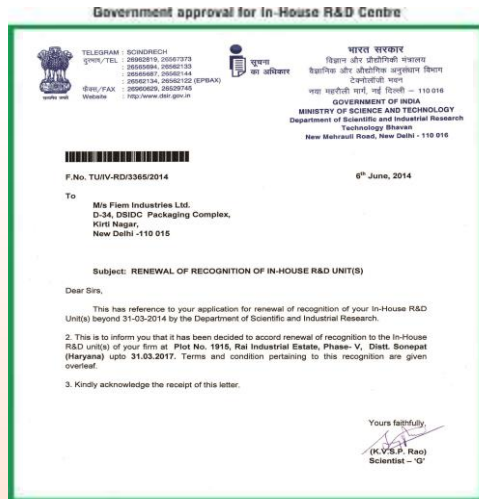 Government approval for In-House R&D Centre
TELEGRAM : SCINDRECH
दूरभाष/TEL : 26962819, 26567373
: 26565694, 26562133
: 26565687, 26562144
: 26562134, 26562122 (EPBAX)
फैक्स/FAX : 26960629, 26529745
Website : http://www.dsir.gov.in
सूचना
का अधिकार
भारत सरकार
विज्ञान और प्रौद्योगिकी मंत्रालय
वैज्ञानिक और औद्योगिक अनुसंधान विभाग
टेक्नोलॉजी भवन
नया महरौली मार्ग, नई दिल्ली – 110 016
GOVERNMENT OF INDIA
MINISTRY OF SCIENCE AND TECHNOLOGY
Department of Scientific and Industrial Research
Technology Bhavan
New Mehrauli Road, New Delhi - 110 016
F.No. TU/IV-RD/3365/2014
6th June, 2014
To
M/s Fiem Industries Ltd.
D-34, DSIDC Packaging Complex,
Kirti Nagar,
New Delhi -110 015
Subject: RENEWAL OF RECOGNITION OF IN-HOUSE R&D UNIT(S)
Dear Sirs,
This has reference to your application for renewal of recognition of your In-House R&D
Unit(s) beyond 31-03-2014 by the Department of Scientific and Industrial Research.
2. This is to inform you that it has been decided to accord renewal of recognition to the In-House
R&D unit(s) of your firm at Plot No. 1915, Rai Industrial Estate, Phase- V, Distt. Sonepat
(Haryana) upto 31.03.2017. Terms and condition pertaining to this recognition are given
overleaf.
3. Kindly acknowledge the receipt of this letter.
Yours faithfully,
(K.V.S.P. Rao)
Scientist – 'G'